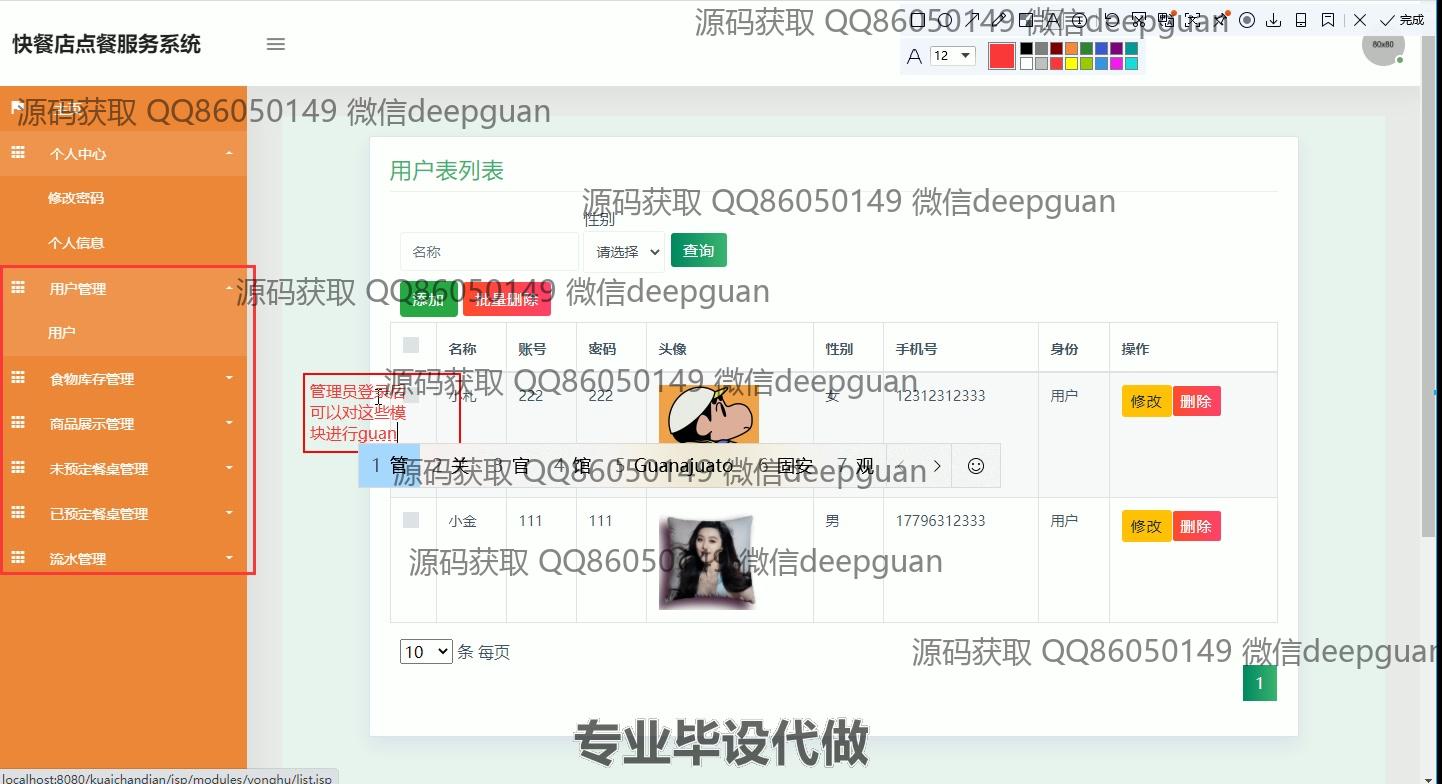 源码获取 QQ86050149 微信deepguan
完成
快餐店点餐服务系统
12
80x80
源码获取 QQ86050149 微信deepguan
主页
个人中心
修改密码
个人信息
用户管理
用户
食物库存管理
商品展示管理
未预定餐桌管理
已预定餐桌管理
流水管理
用户表列表
源码获取 QQ86050149 微信deepguan
性别
名称
请选择
查询
源码获取 QQ86050149 微信deepguan
添加
批量删除
名称 账号 密码 头像 性别 手机号 身份 操作
源码获取 QQ86050149 微信deepguan
小札 222 222 女 12312312333 用户 修改 删除
管理员登录后
可以对这些模
块进行guan
1 管 2 关 3 官 4 馆 5 Guanajuato 6 固安 7 观
源码获取 QQ86050149 微信deepguan
小金 111 111 男 17796312333 用户 修改 删除
源码获取 QQ86050149 微信deepguan
10 条 每页
源码获取 QQ86050149 微信deepguan
1
专业毕设代做
localhost:8080/kuaichandian/jsp/modules/yonghu/list.jsp